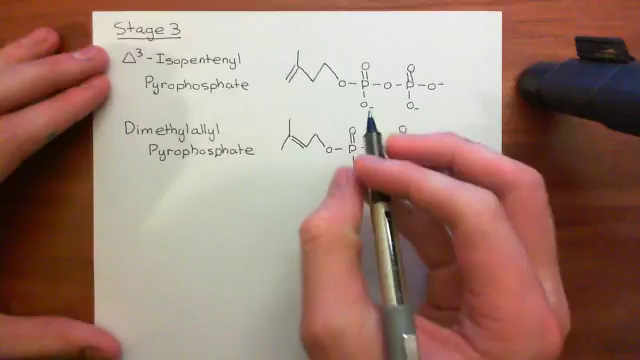 Stage 3
Δ³-Isopentenyl
Pyrophosphate
O-P-O-P-O-
O
O
O-
O-
Dimethylallyl
Pyrophosphate
O-P
O
O